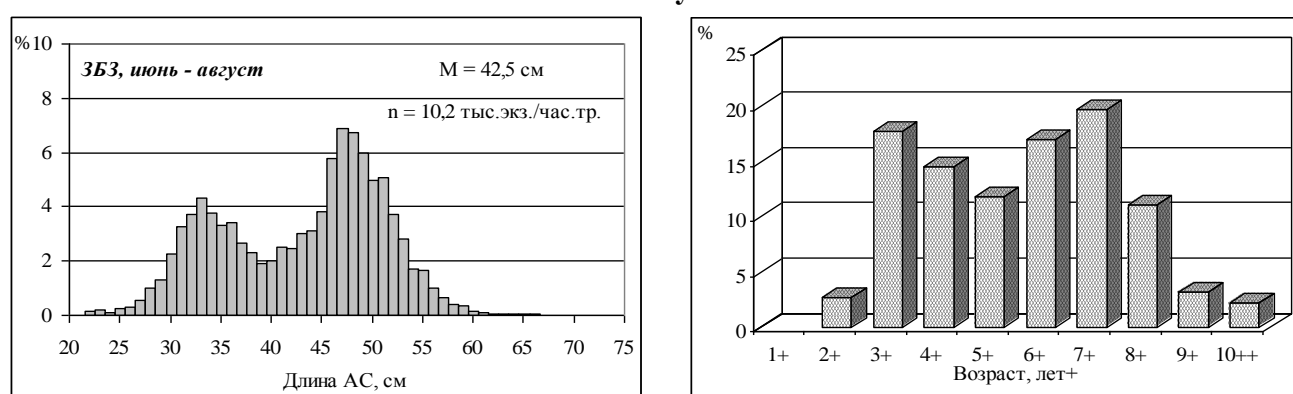 %10
ЗБЗ, июнь - август
М = 42,5 см
n = 10,2 тыс.экз./час.тр.
8
6
4
2
0
20 25 30 35 40 45 50 55 60 65 70 75
Длина АС, см
%
25
20
15
10
5
0
1+ 2+ 3+ 4+ 5+ 6+ 7+ 8+ 9+ 10++
Возраст, лет+